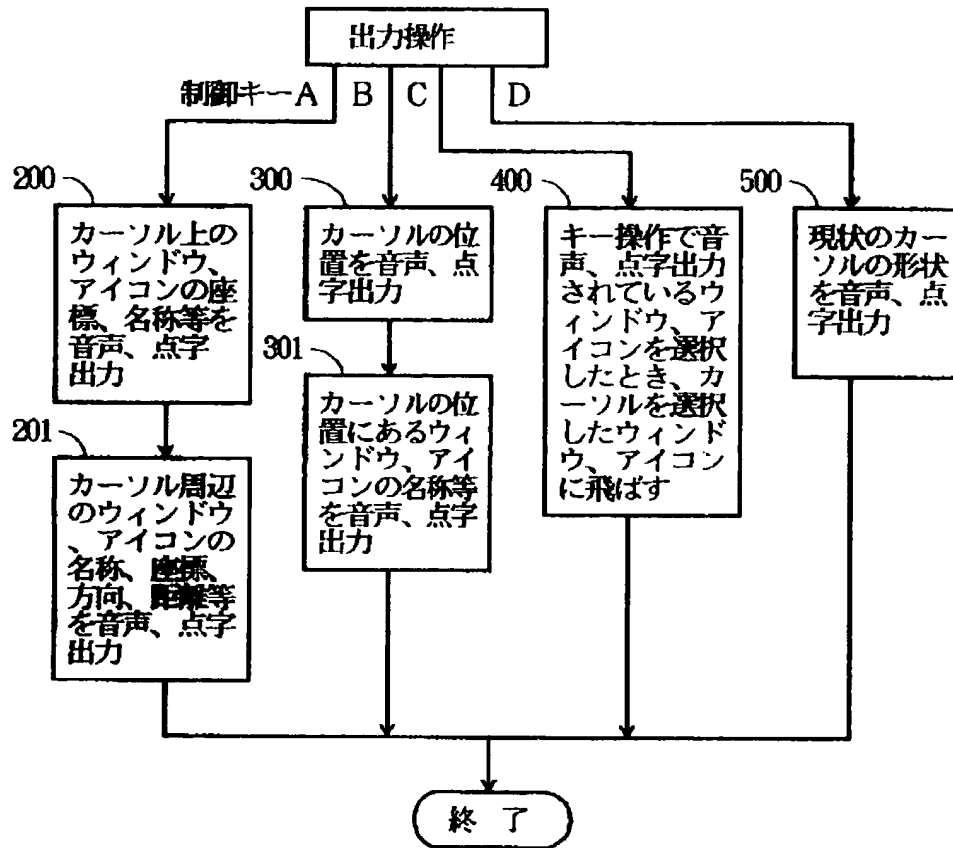 出力操作
制御キーA B C D
200
カーソル上の
ウィンドウ、
アイコンの座
標、名称等を
音声、点字
出力
201
カーソル周辺
のウィンドウ
、アイコンの
名称、座標、
方向、距離等
を音声、点字
出力
300
カーソルの位
置を音声、点
字出力
301
カーソルの位
置にあるウィ
ンドウ、アイ
コンの名称等
を音声、点字
出力
400
キー操作で音
声、点字出力
されているウ
ィンドウ、ア
イコンを選択
したとき、カ
ーソルを選択
したウィンド
ウ、アイコン
に飛ばす
500
現状のカー
ソルの形状
を音声、点
字出力
終 了